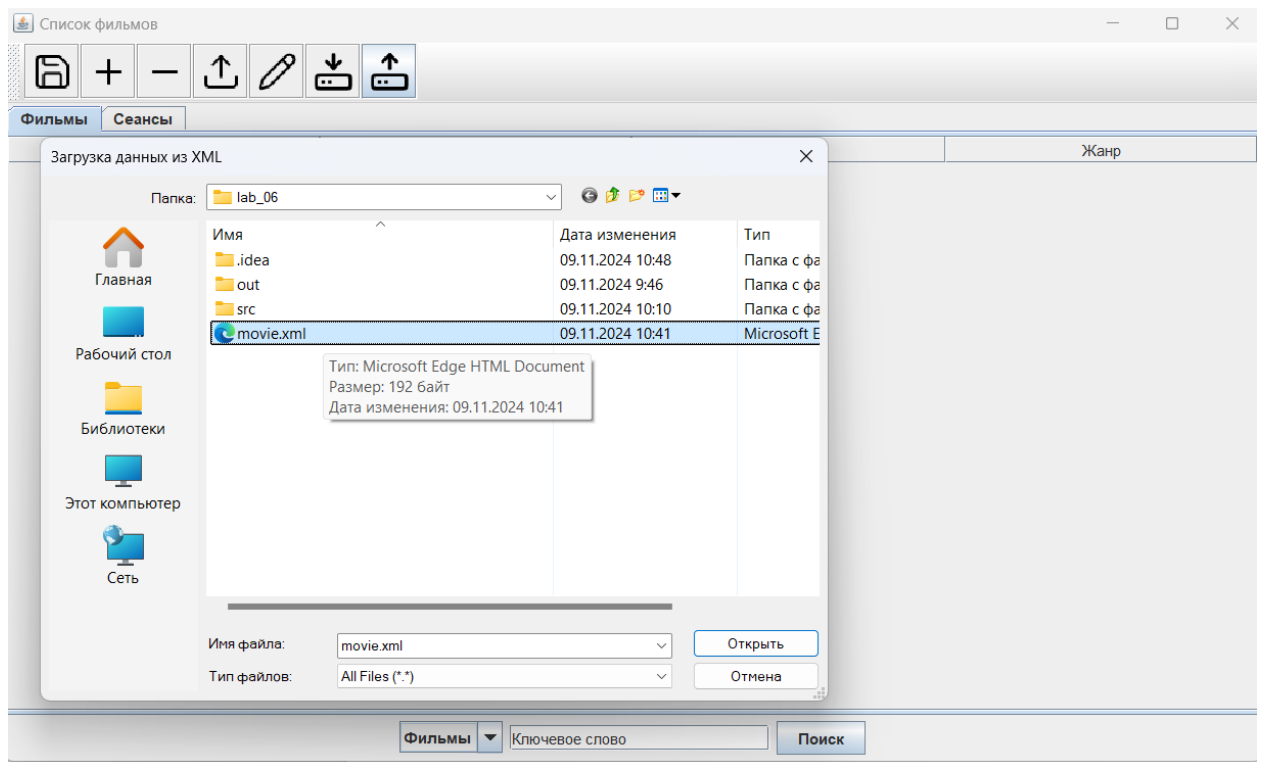 Список фильмов
Фильмы Сеансы
Жанр
Загрузка данных из XML
Папка: lab_06
Главная
Рабочий стол
Библиотеки
Этот компьютер
Сеть
Имя Дата изменения Тип
.idea 09.11.2024 10:48 Папка с фа
out 09.11.2024 9:46 Папка с фа
src 09.11.2024 10:10 Папка с фа
movie.xml 09.11.2024 10:41 Microsoft E
Тип: Microsoft Edge HTML Document
Размер: 192 байт
Дата изменения: 09.11.2024 10:41
Имя файла: movie.xml Открыть
Тип файлов: All Files (*.*) Отмена
Фильмы Ключевое слово Поиск